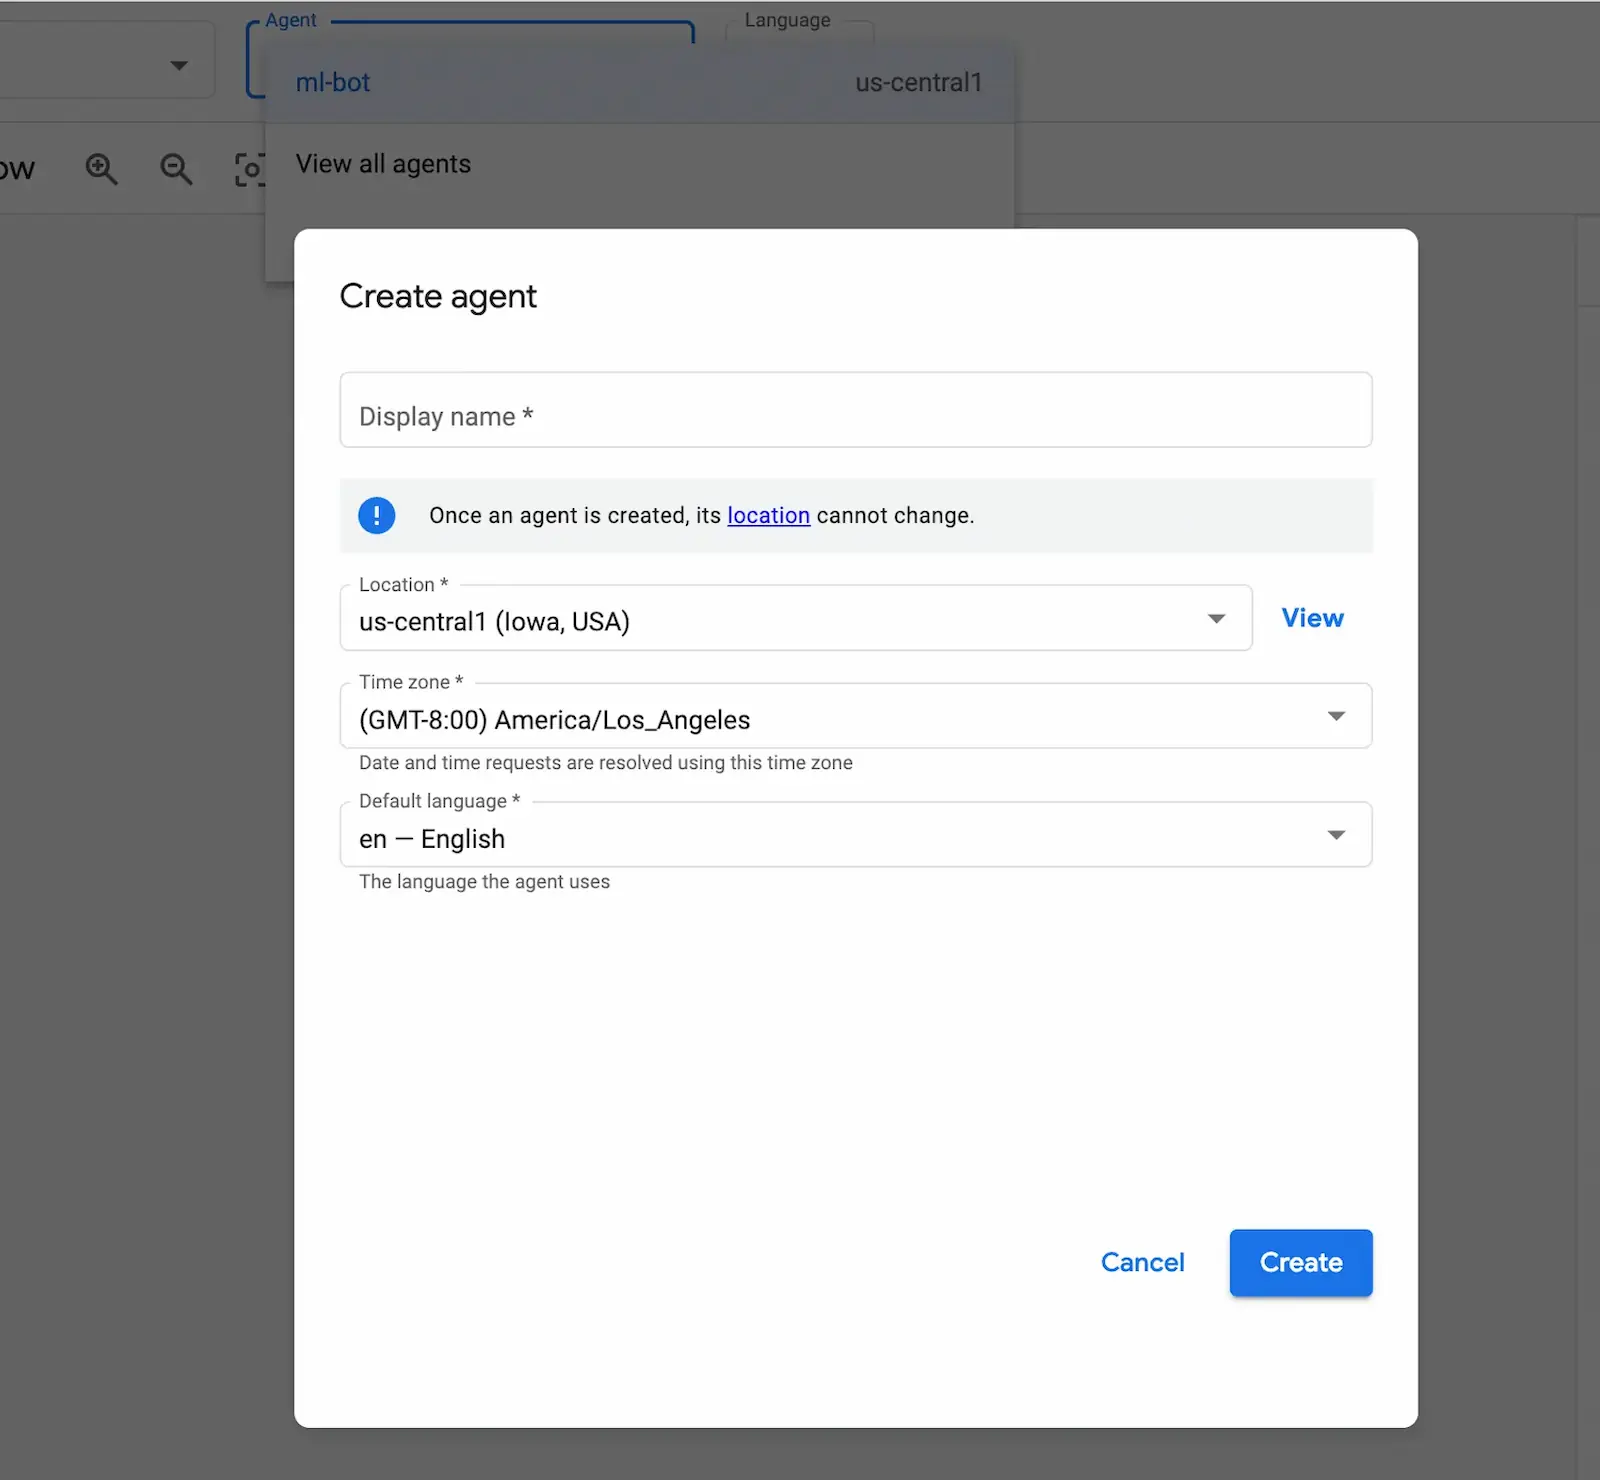 Agent
Language
ml-bot us-central1
ow
View all agents
Create agent
Display name *
Once an agent is created, its location cannot change.
Location *
us-central1 (Iowa, USA)
View
Time zone *
(GMT-8:00) America/Los_Angeles
Date and time requests are resolved using this time zone
Default language *
en — English
The language the agent uses
Cancel
Create